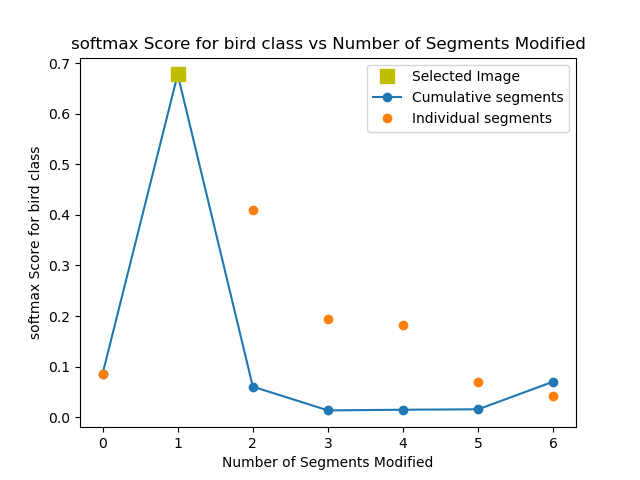 softmax Score for bird class vs Number of Segments Modified
Selected Image
Cumulative segments
Individual segments
softmax Score for bird class
0.7
0.6
0.5
0.4
0.3
0.2
0.1
0.0
0 1 2 3 4 5 6
Number of Segments Modified